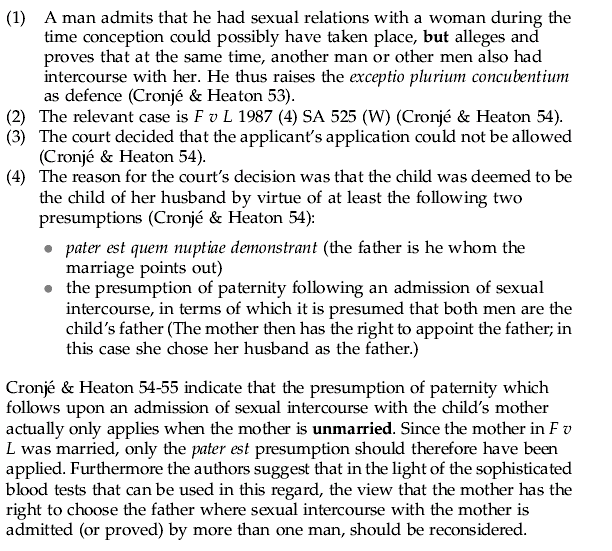 (1) A man admits that he had sexual relations with a woman during the
time conception could possibly have taken place, but alleges and
proves that at the same time, another man or other men also had
intercourse with her. He thus raises the exceptio plurium concubentium
as defence (Cronjé & Heaton 53).
(2) The relevant case is F v L 1987 (4) SA 525 (W) (Cronjé & Heaton 54).
(3) The court decided that the applicant's application could not be allowed
(Cronjé & Heaton 54).
(4) The reason for the court's decision was that the child was deemed to be
the child of her husband by virtue of at least the following two
presumptions (Cronjé & Heaton 54):
• pater est quem nuptiae demonstrant (the father is he whom the
marriage points out)
• the presumption of paternity following an admission of sexual
intercourse, in terms of which it is presumed that both men are the
child's father (The mother then has the right to appoint the father; in
this case she chose her husband as the father.)
Cronjé & Heaton 54-55 indicate that the presumption of paternity which
follows upon an admission of sexual intercourse with the child's mother
actually only applies when the mother is unmarried. Since the mother in F v
L was married, only the pater est presumption should therefore have been
applied. Furthermore the authors suggest that in the light of the sophisticated
blood tests that can be used in this regard, the view that the mother has the
right to choose the father where sexual intercourse with the mother is
admitted (or proved) by more than one man, should be reconsidered.